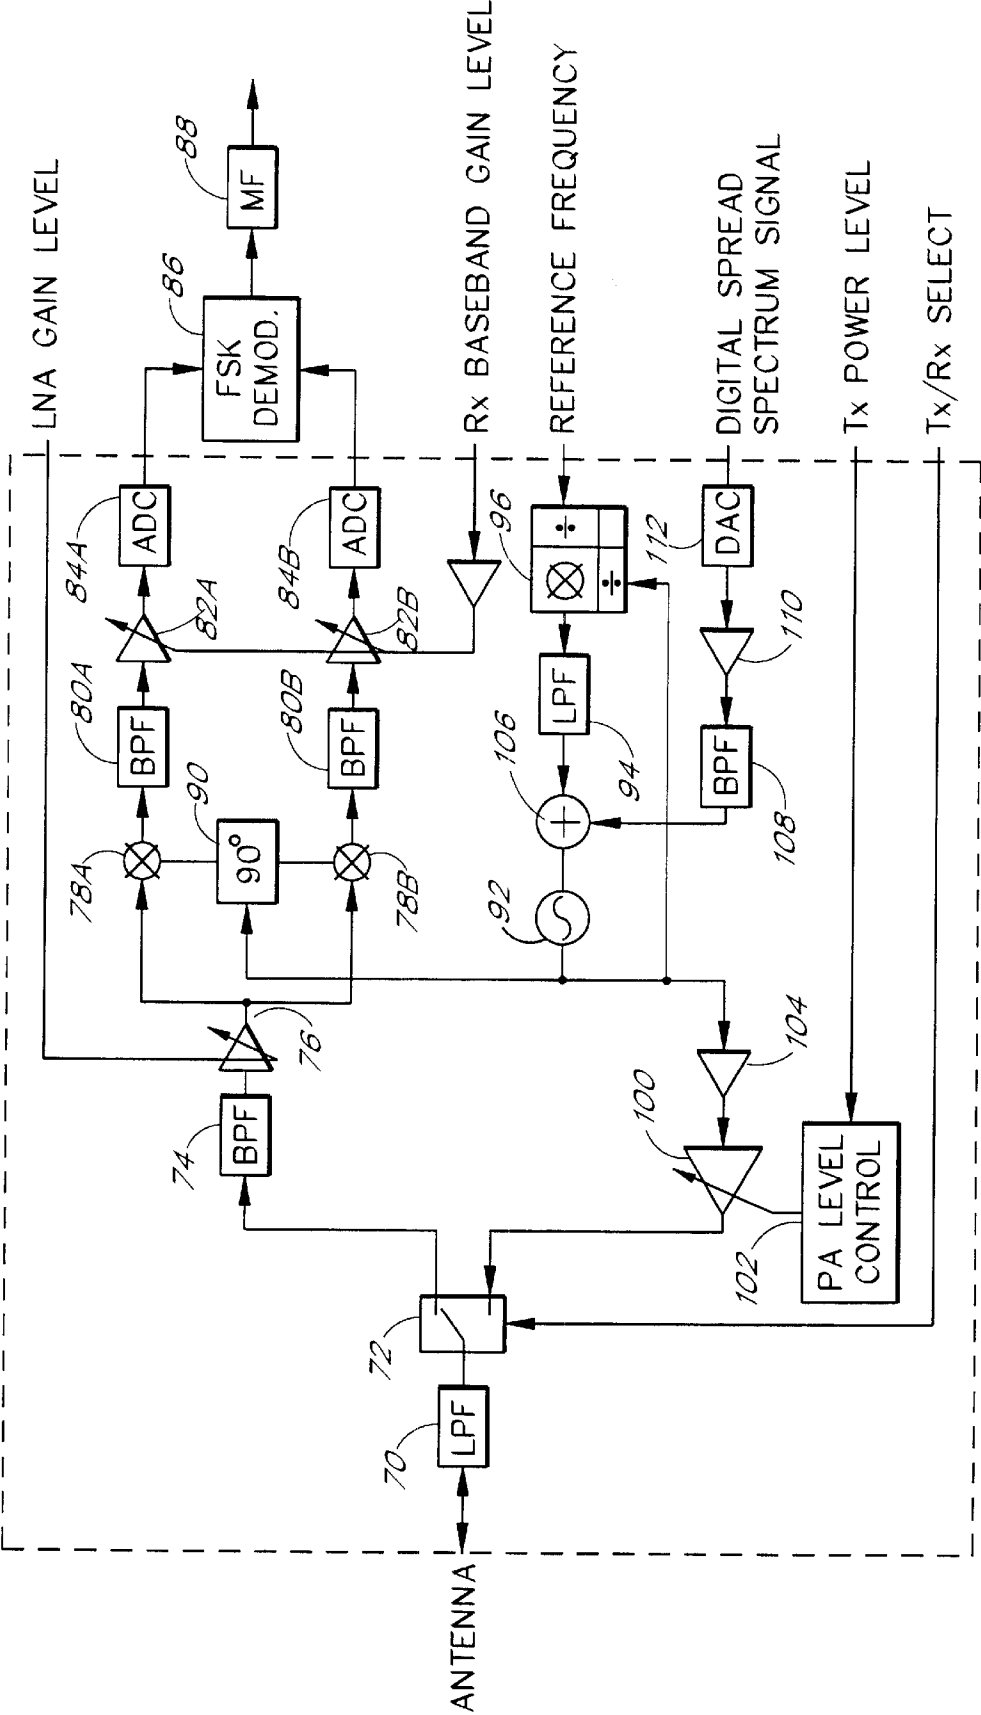 LNA GAIN LEVEL
84A
ADC
82A
80A
BPF
78A
90
90°
86
FSK
DEMOD.
88
MF
84B
ADC
82B
80B
BPF
78B
76
74
BPF
Rx BASEBAND GAIN LEVEL
REFERENCE FREQUENCY
96
÷
÷
LPF
94
106
+
92
DIGITAL SPREAD
SPECTRUM SIGNAL
112
DAC
110
BPF
108
104
100
Tx POWER LEVEL
PA LEVEL
CONTROL
102
Tx/Rx SELECT
72
LPF
70
ANTENNA